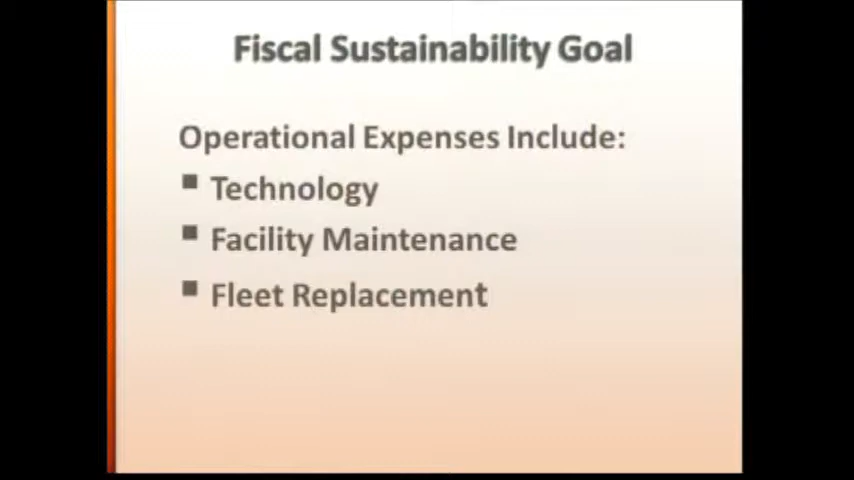 Fiscal Sustainability Goal
Operational Expenses Include:
▪ Technology
▪ Facility Maintenance
▪ Fleet Replacement